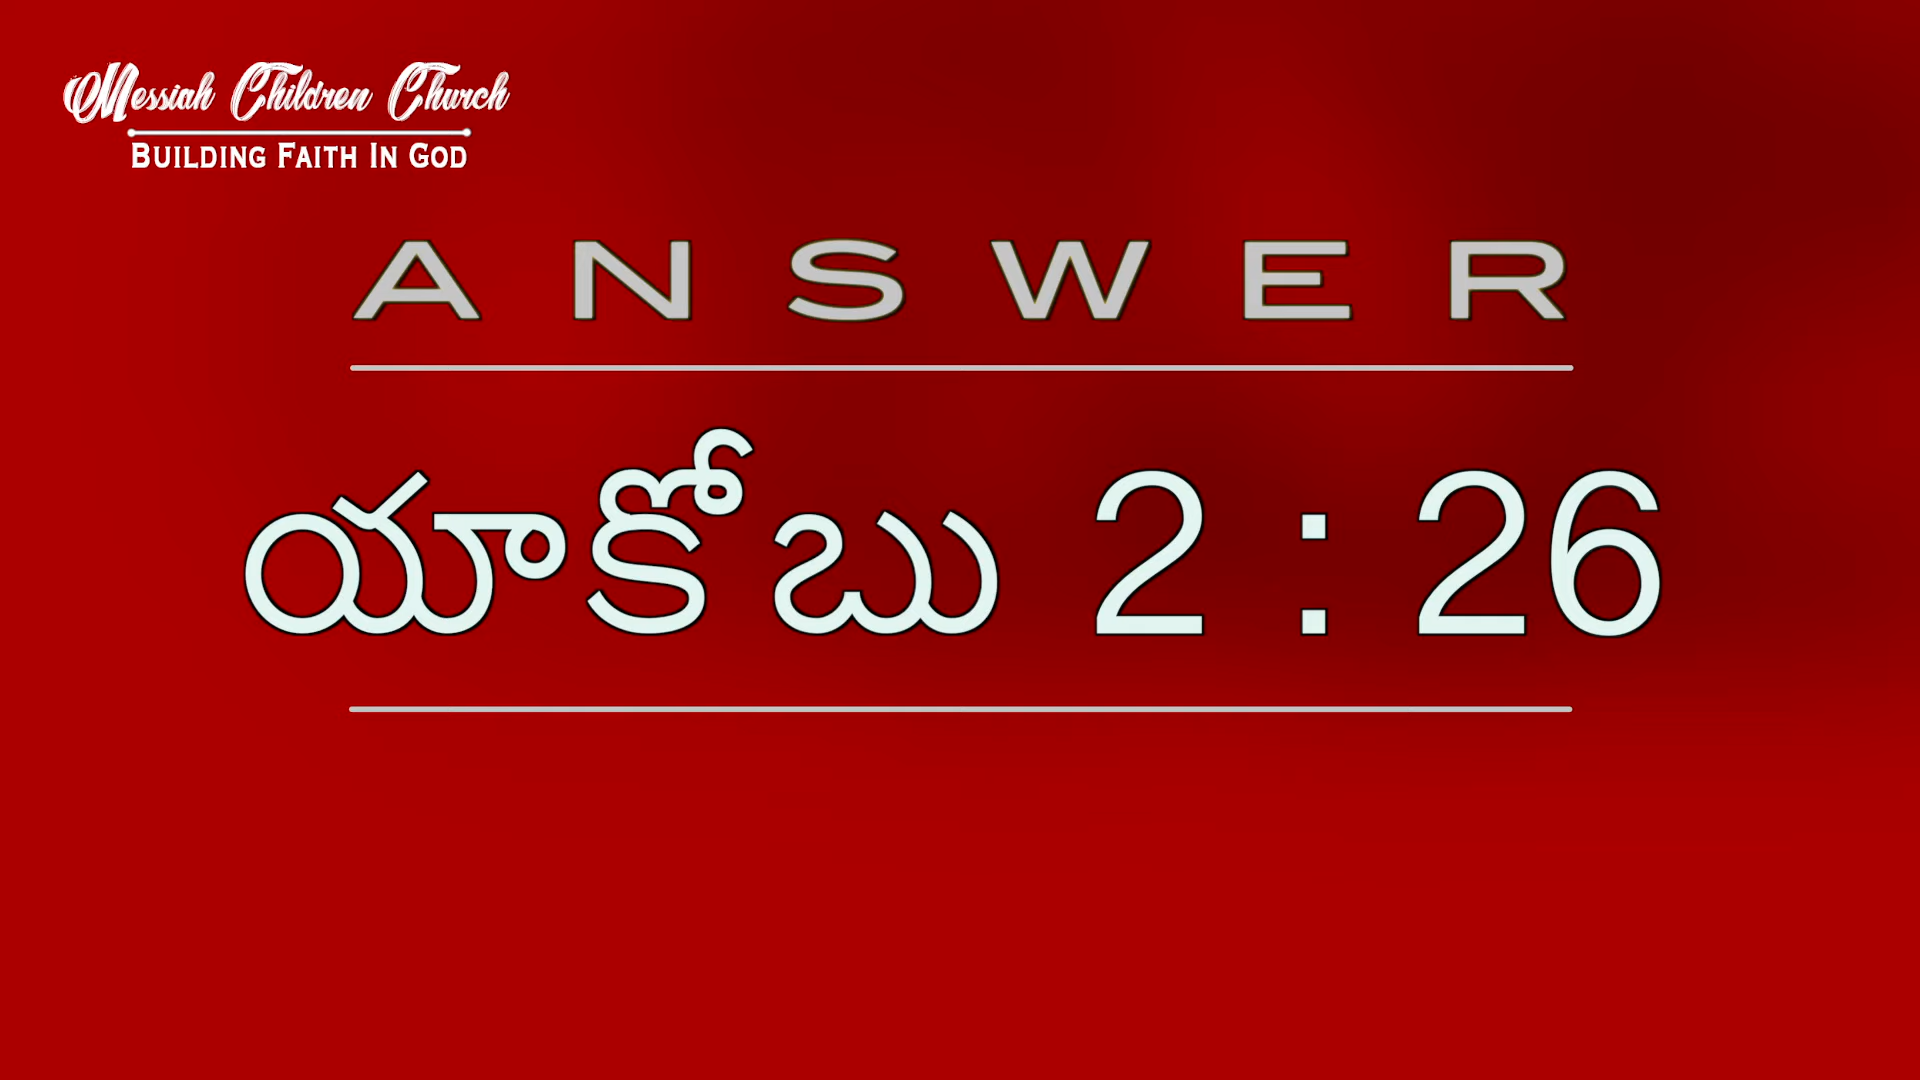 Messiah Children Church
BUILDING FAITH IN GOD
ANSWER
యాకోబు 2 : 26